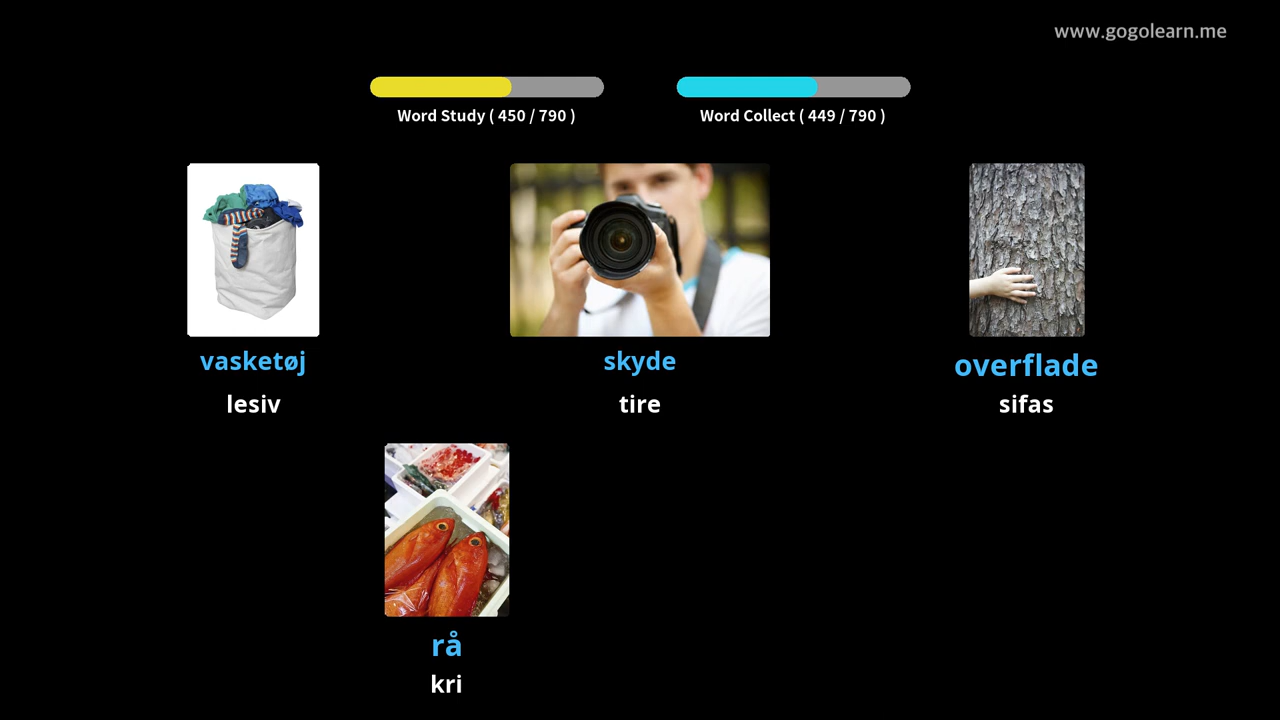 www.gogolearn.me
Word Study ( 450 / 790 )
Word Collect ( 449 / 790 )
vasketøj
lesiv
skyde
tire
overflade
sifas
rå
kri